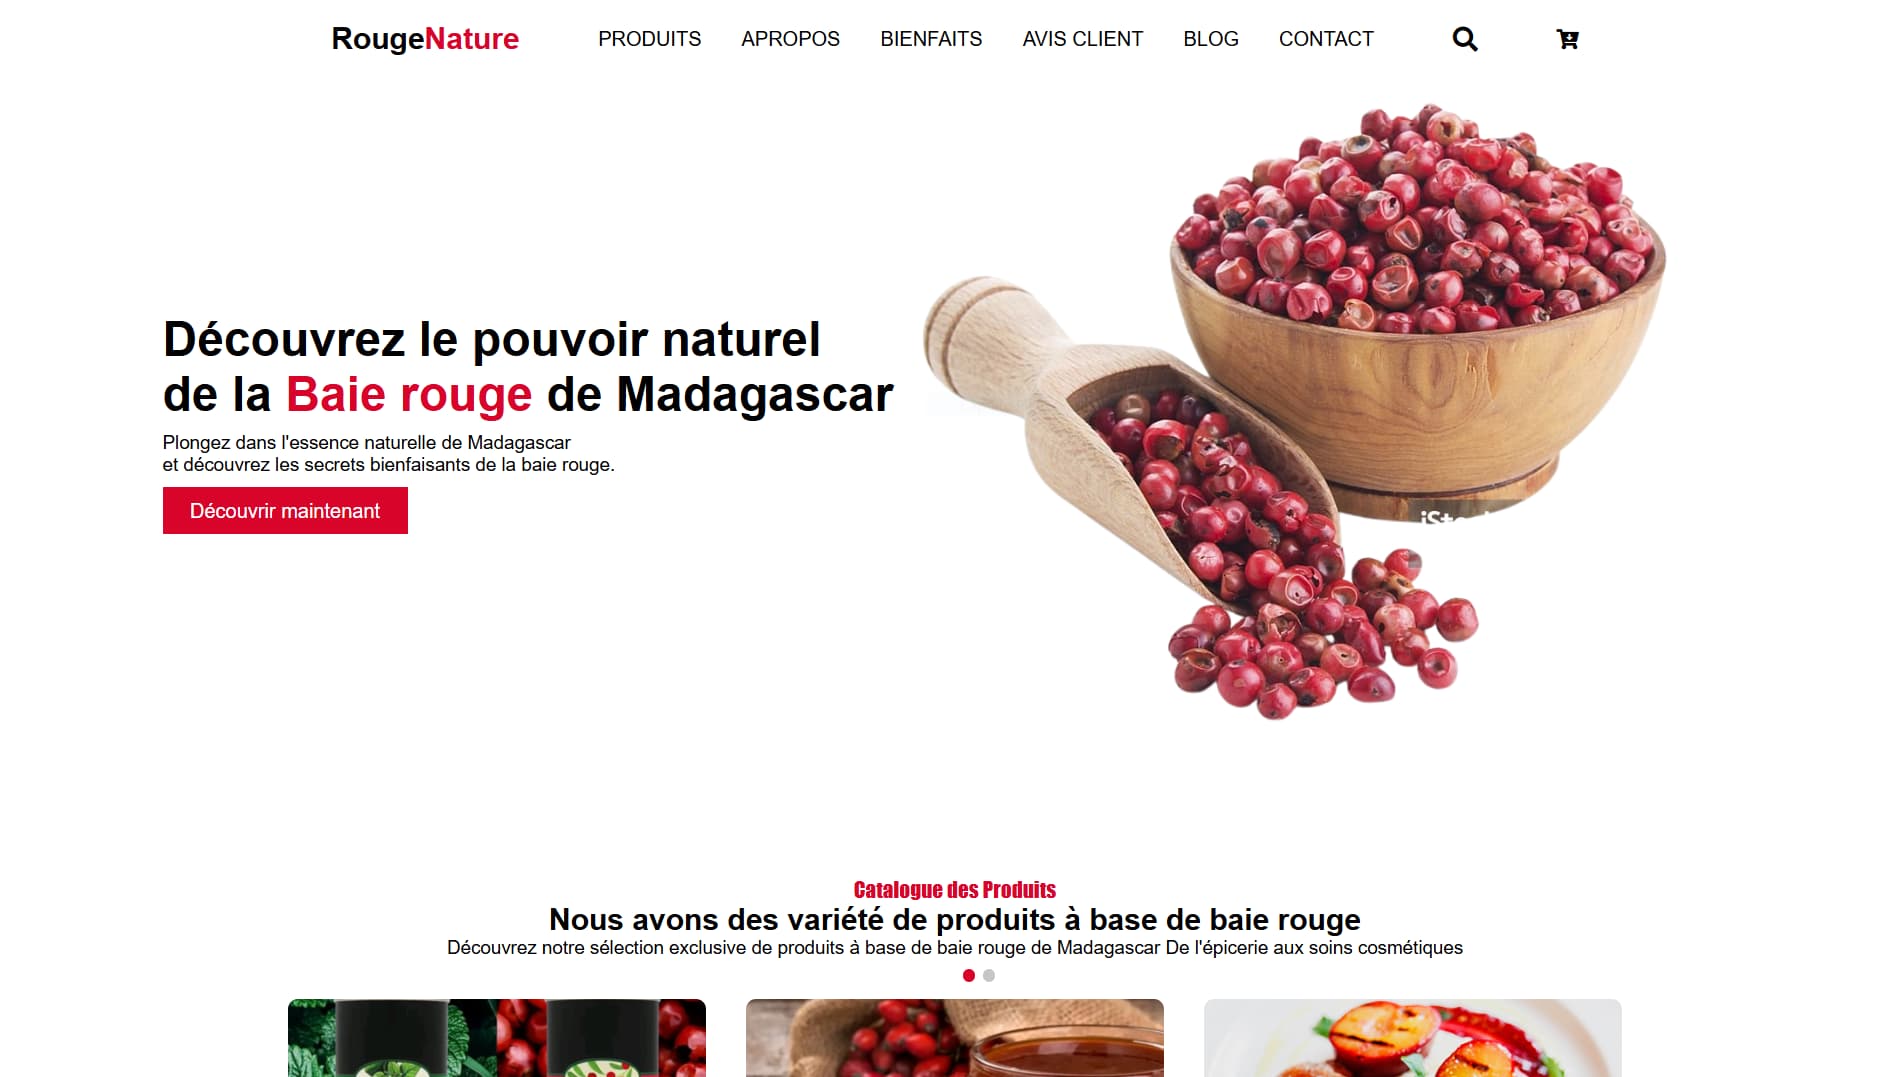 RougeNature
PRODUITS
APROPOS
BIENFAITS
AVIS CLIENT
BLOG
CONTACT
Découvrez le pouvoir naturel
de la Baie rouge de Madagascar
Plongez dans l'essence naturelle de Madagascar
et découvrez les secrets bienfaisants de la baie rouge.
Découvrir maintenant
Catalogue des Produits
Nous avons des variété de produits à base de baie rouge
Découvrez notre sélection exclusive de produits à base de baie rouge de Madagascar De l'épicerie aux soins cosmétiques